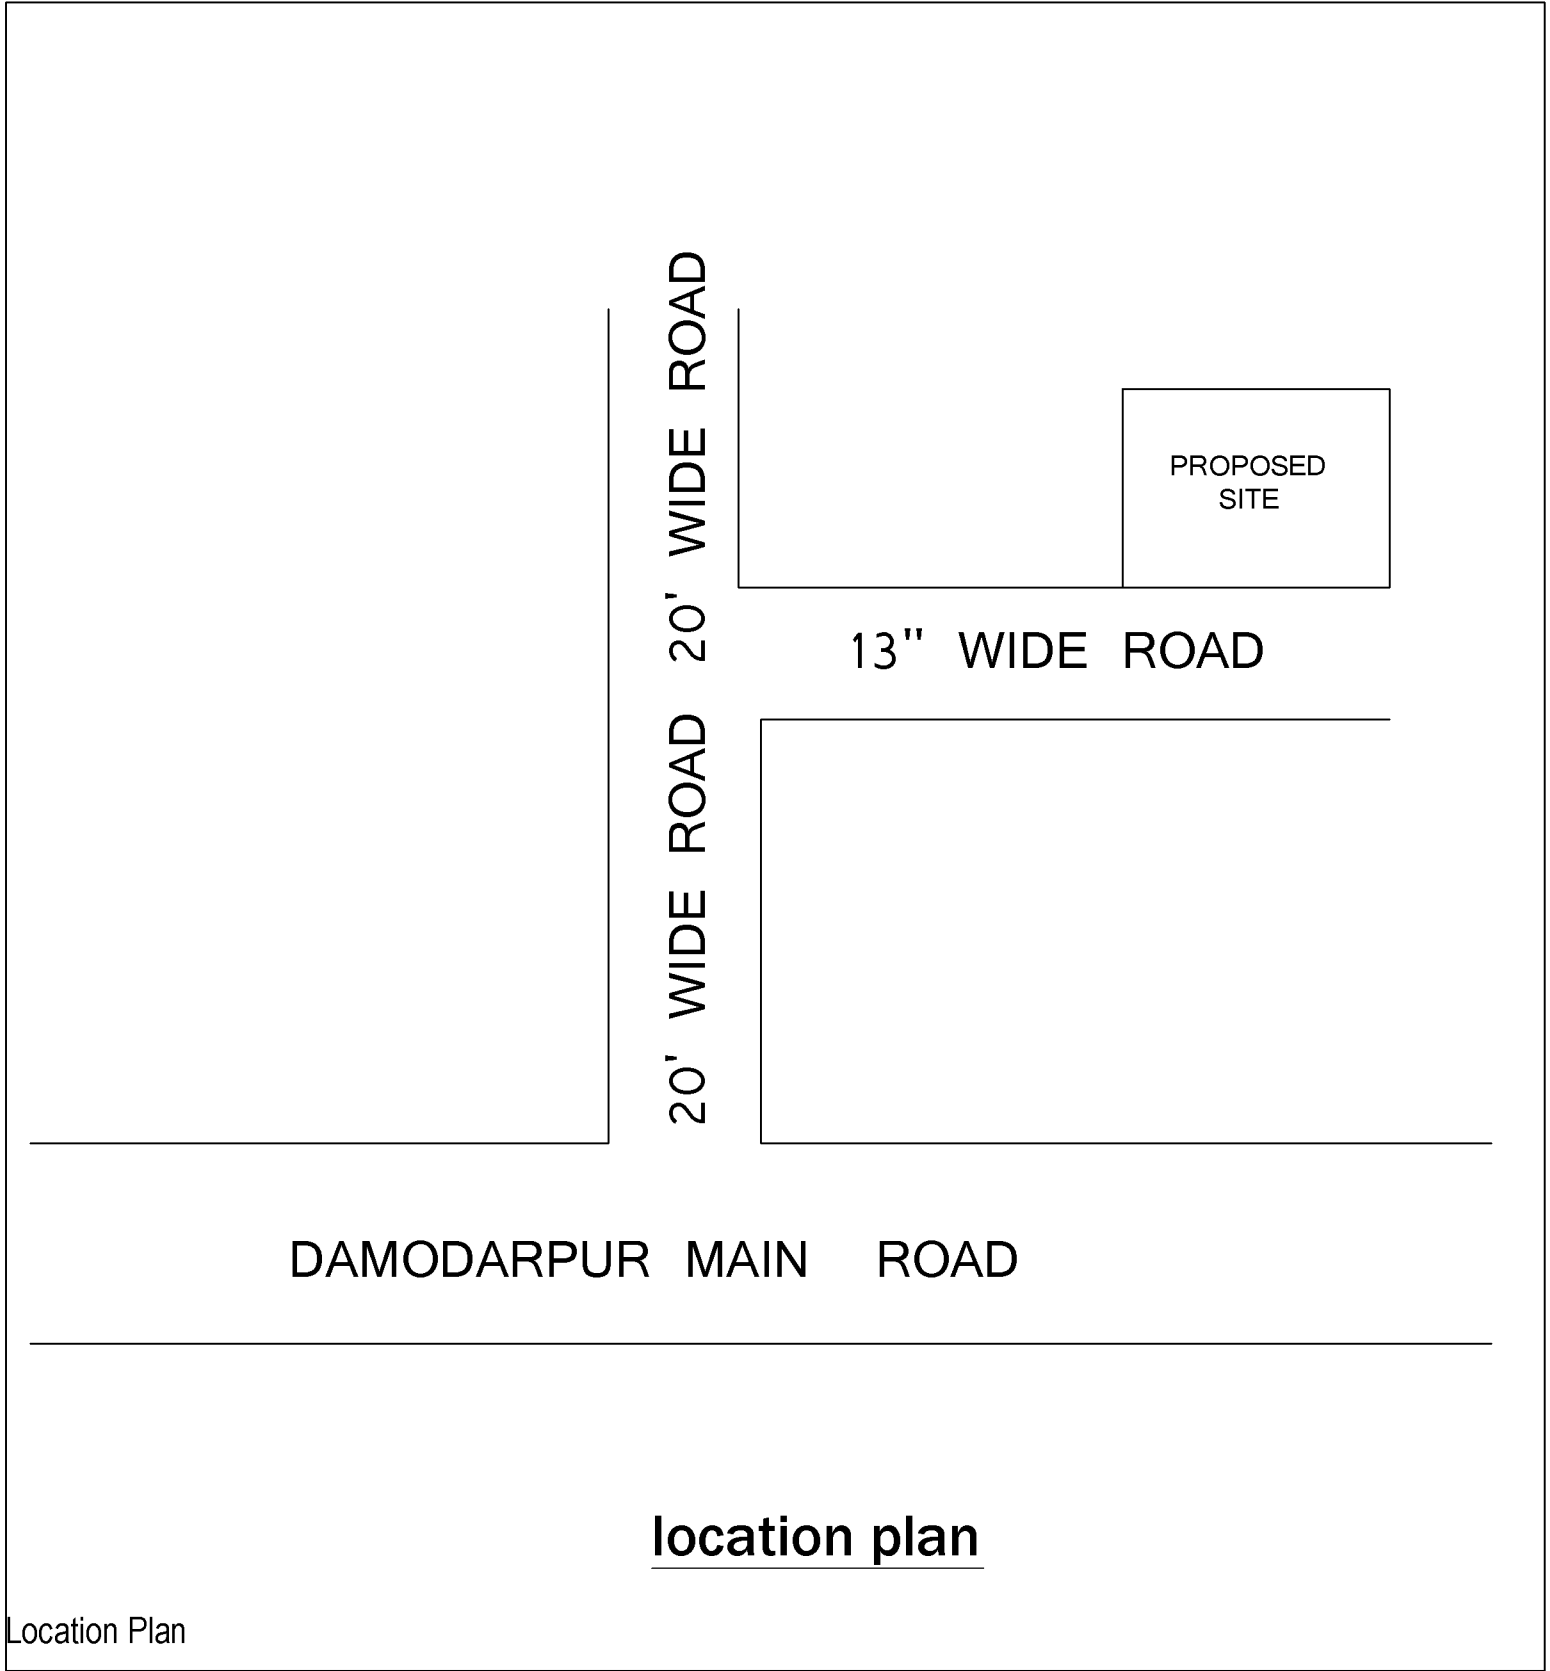 20' WIDE ROAD
PROPOSED
SITE
13" WIDE ROAD
20' WIDE ROAD
DAMODARPUR MAIN ROAD
location plan
Location Plan